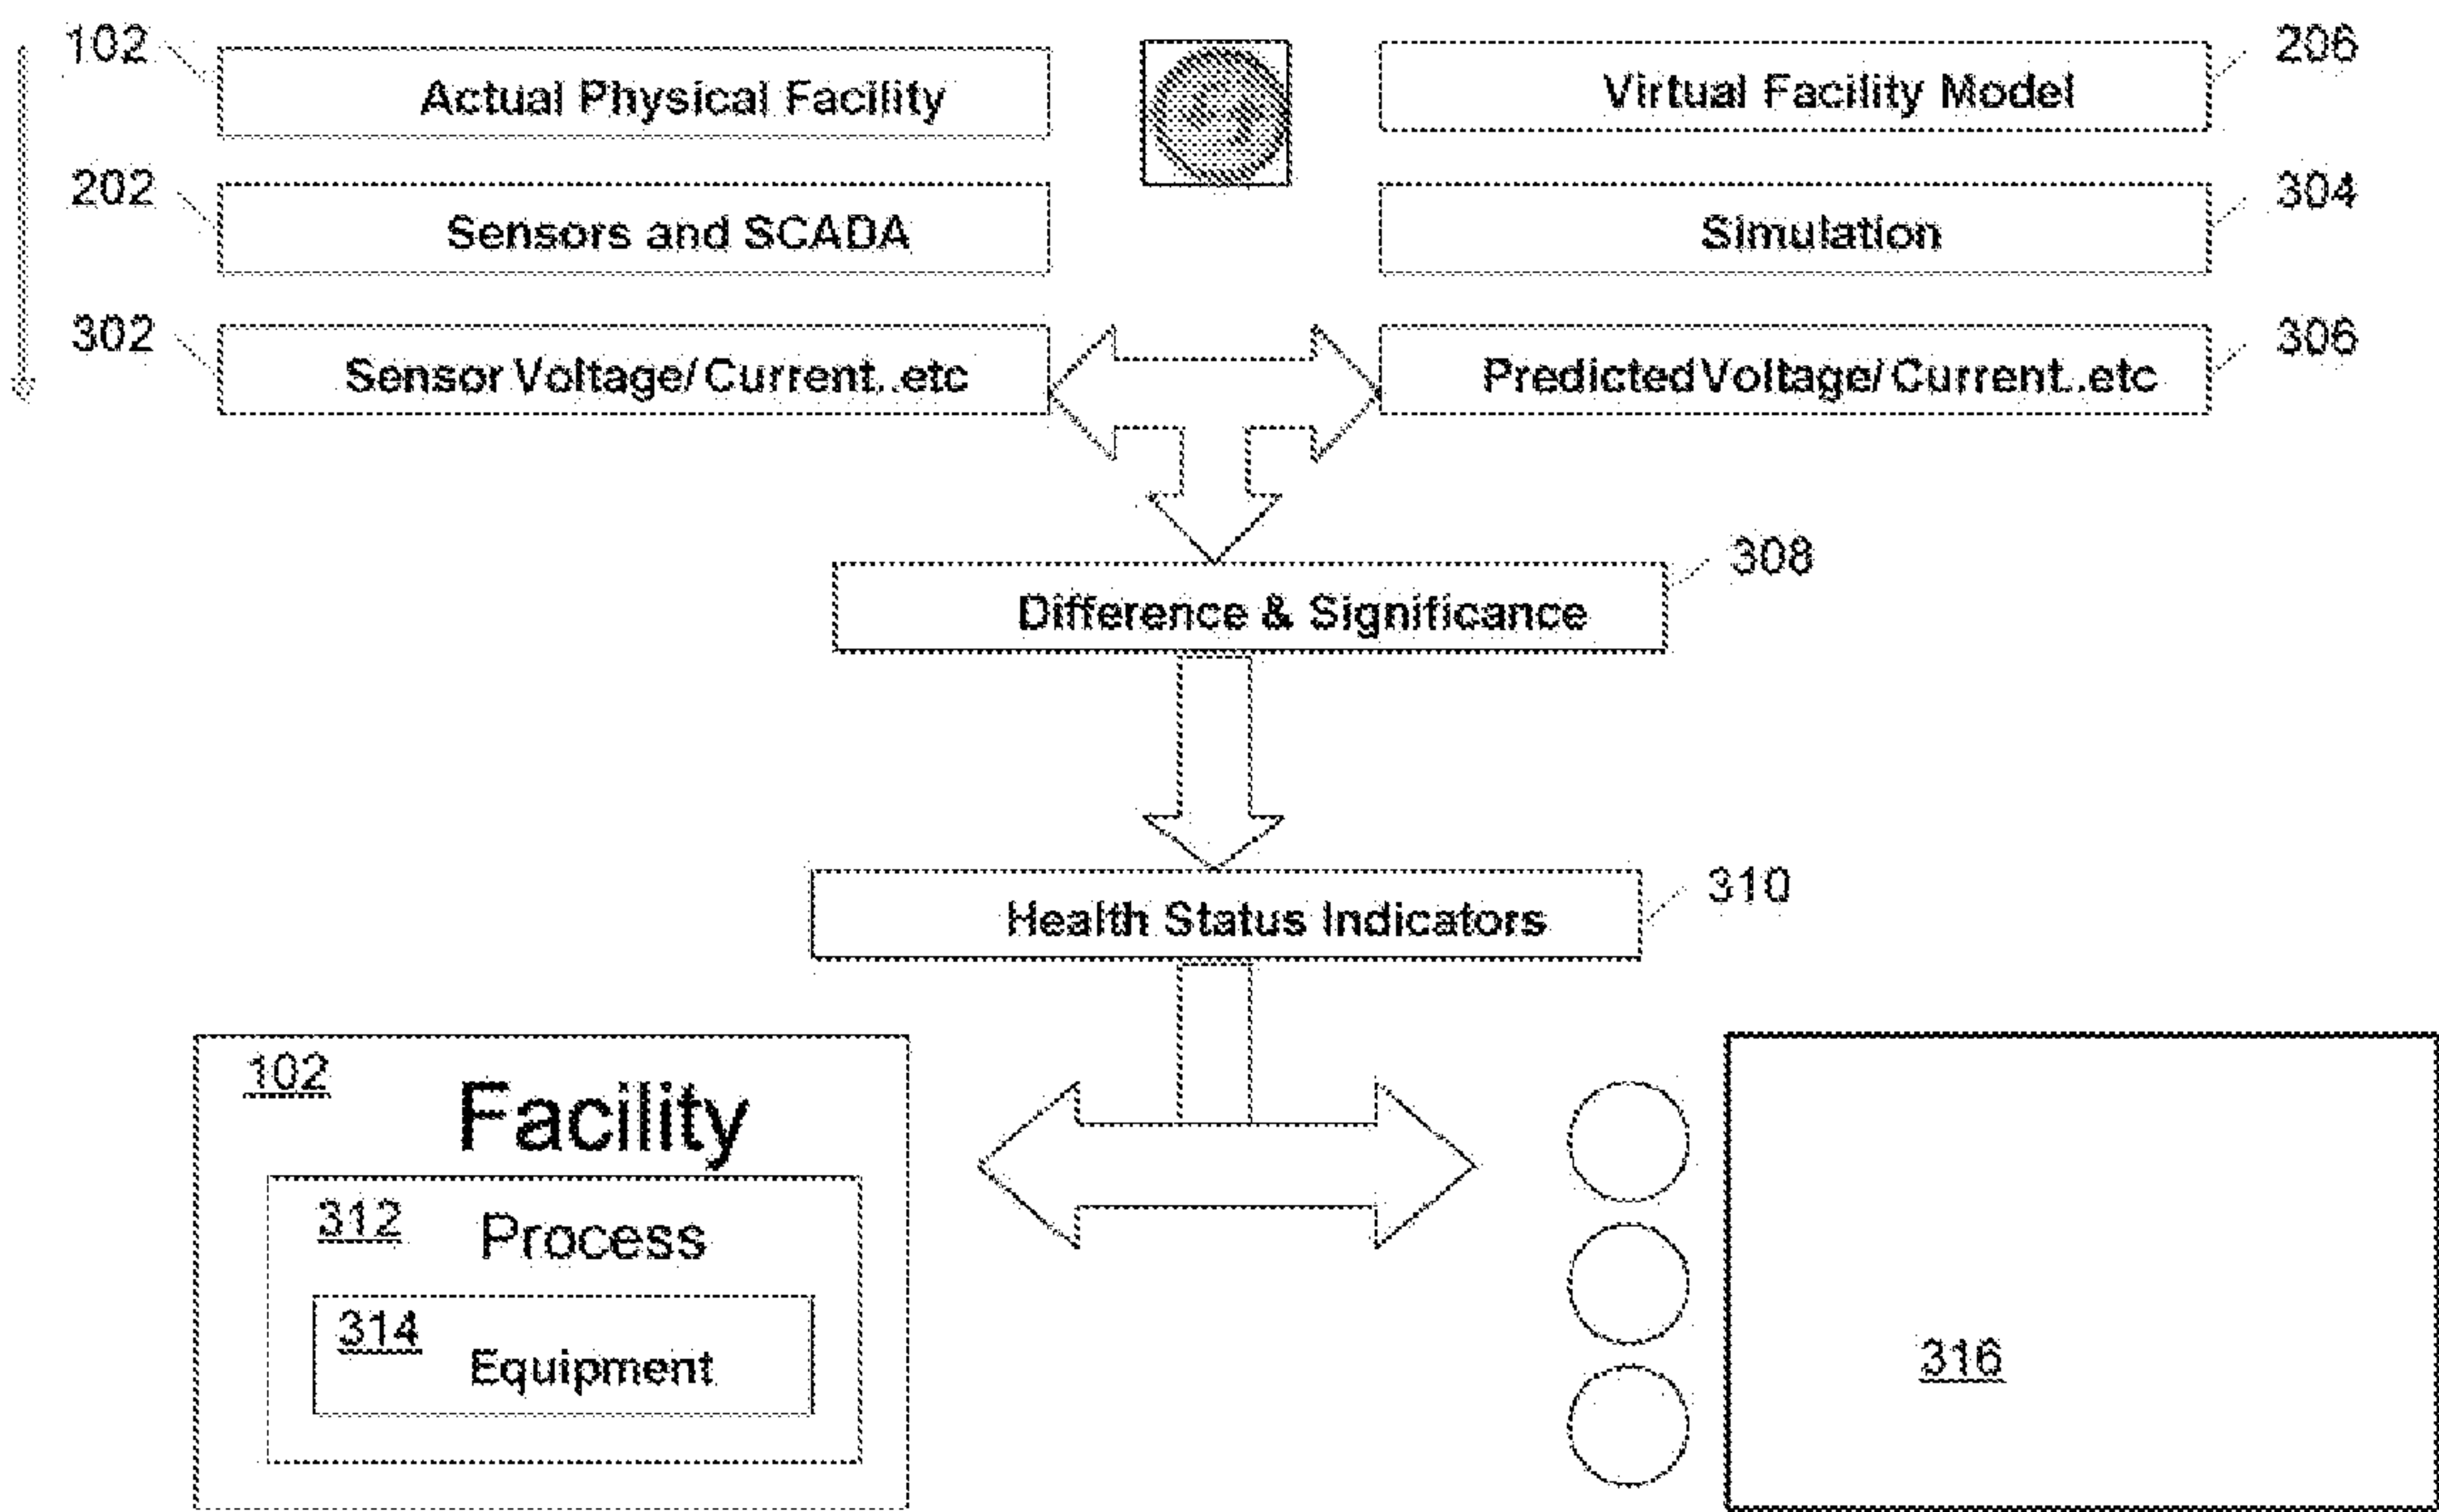 102 Actual Physical Facility Virtual Facility Model 206
202 Sensors and SCADA Simulation 304
302 Sensor Voltage/Current..etc Predicted Voltage/Current..etc 306
Difference & Significance 308
Health Status Indicators 310
102 Facility
312 Process
314 Equipment
316